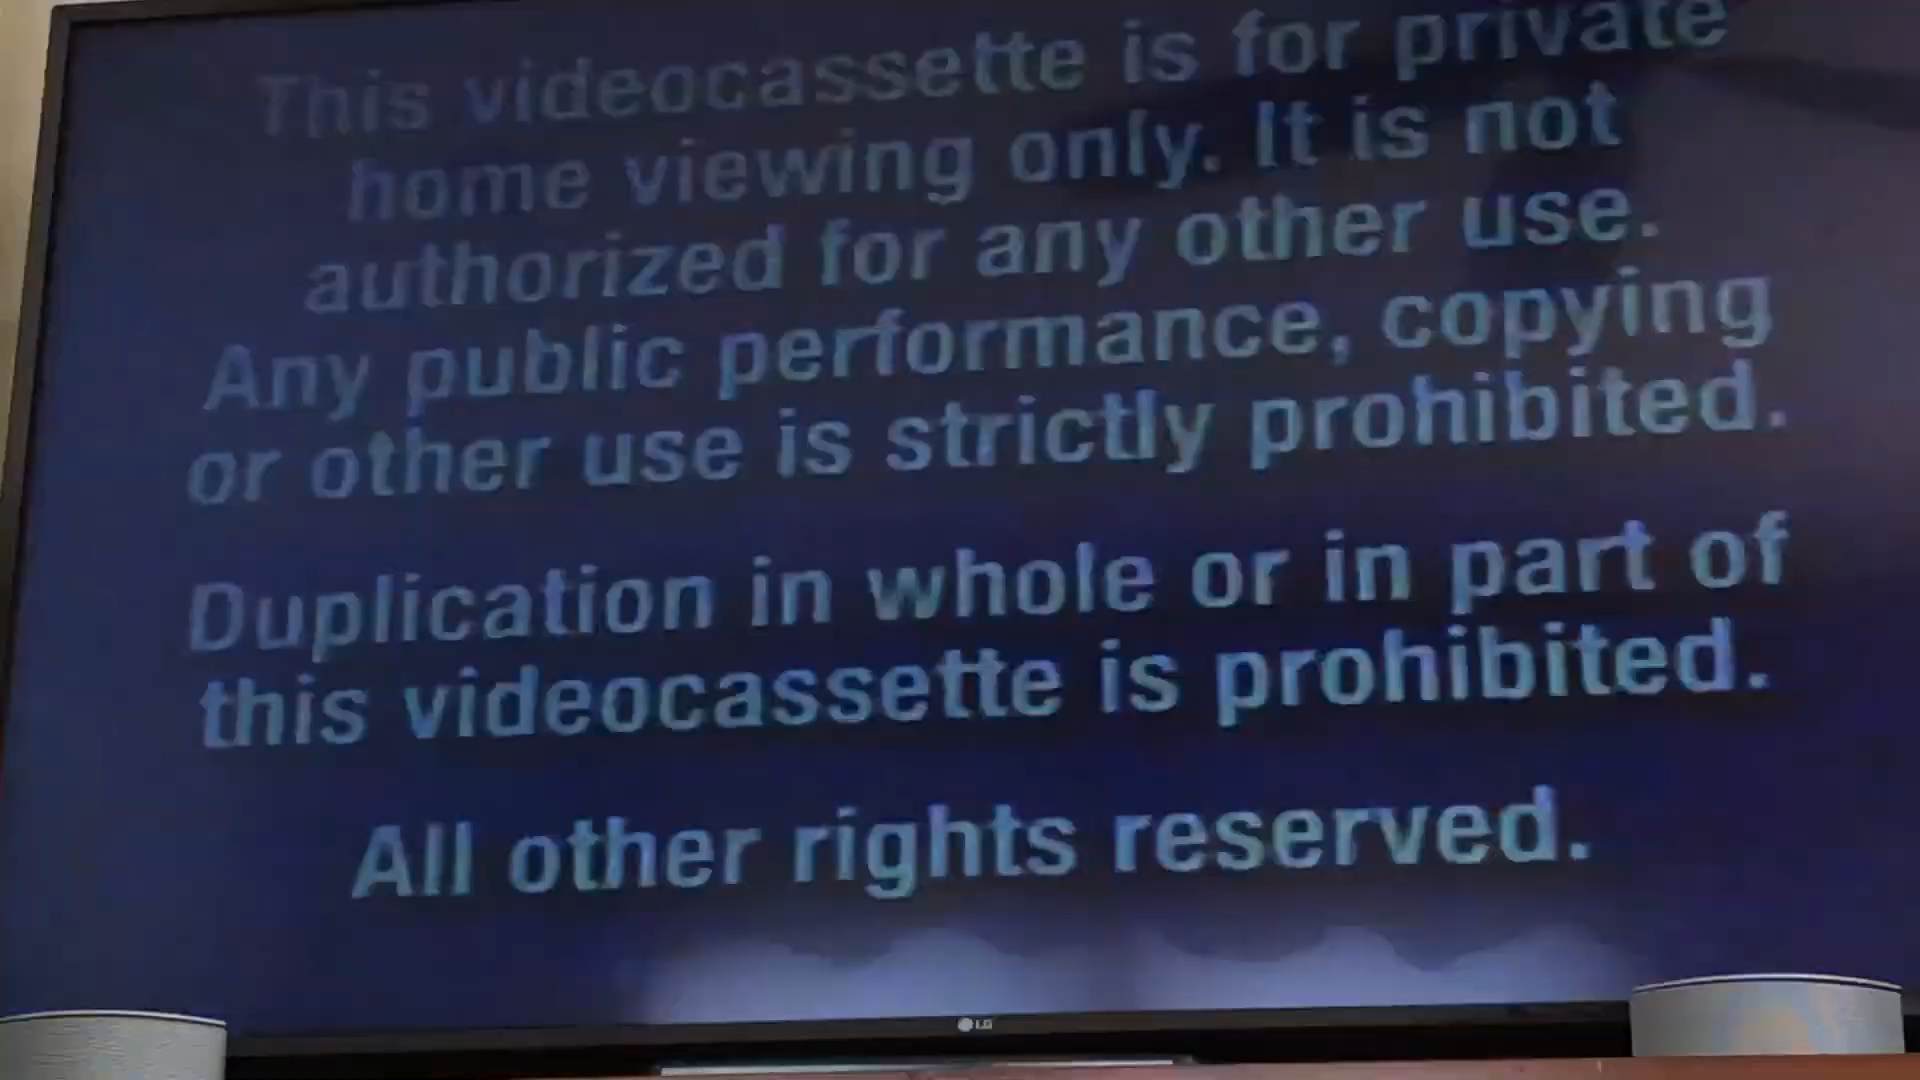 This videocassette is for private
home viewing only. It is not
authorized for any other use.
Any public performance, copying
or other use is strictly prohibited.
Duplication in whole or in part of
this videocassette is prohibited.
All other rights reserved.
LG